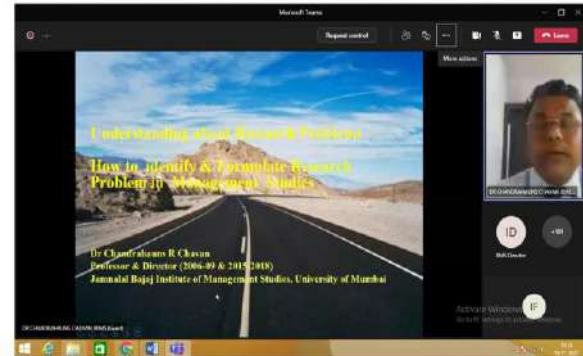 Microsoft Teams
Request control
Leave
More actions
Understanding about Research Problems
How to identify & Formulate Research
Problem in Management Studies
Dr Chandrahauns R Chavan
Professor & Director (2006-09 & 2015-2018)
Jamnalal Bajaj Institute of Management Studies, University of Mumbai
ID
IF
Activate Windows